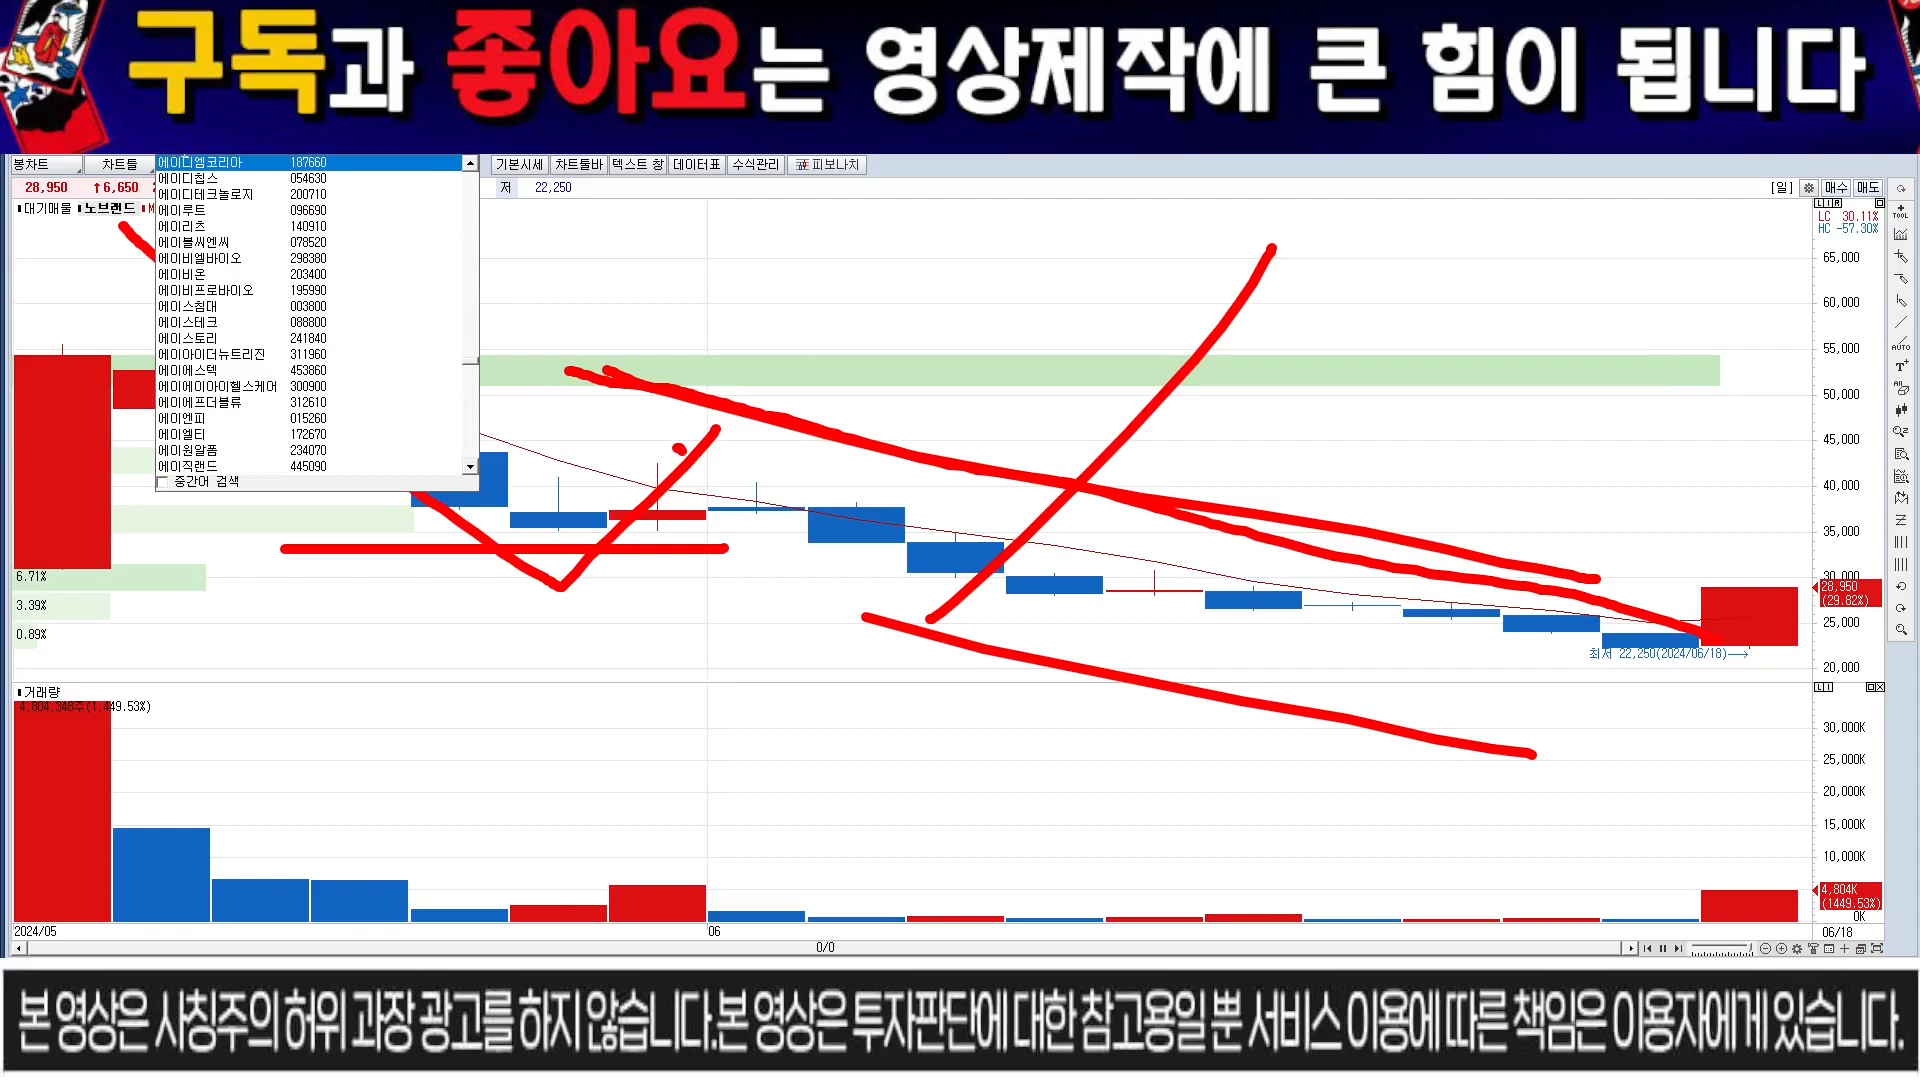 구독과 좋아요는 영상제작에 큰 힘이 됩니다
봉차트 차트틀 기본시세 차트툴바 텍스트 창 데이터표 수식관리 피보나치
28,950 ↑6,650 저 22,250 [일] 매수 매도
대기매물 노브랜드
에이디엠코리아 187660
에이디칩스 054630
에이디테크놀로지 200710
에이루트 096690
에이리츠 140910
에이블씨엔씨 078520
에이비엘바이오 298380
에이비온 203400
에이비프로바이오 195990
에이스침대 003800
에이스테크 088800
에이스토리 241840
에이아이더뉴트리진 311960
에이에스텍 453860
에이에이아이헬스케어 300900
에이에프더블류 312610
에이엔피 015260
에이엘티 172670
에이원알폼 234070
에이직랜드 445090
중간어 검색
LC 30.11%
HC -57.30%
65,000
60,000
55,000
50,000
45,000
40,000
35,000
30,000
28,950
(29.82%)
25,000
20,000
6.71%
3.39%
0.89%
최저 22,250(2024/06/18)
거래량
4,804,348주(1,449.53%)
30,000K
25,000K
20,000K
15,000K
10,000K
4,804K
(1449.53%)
0K
2024/05 06 06/18
0/0
TOOL
AUTO
All
본 영상은 사칭주의 허위 과장 광고를 하지 않습니다.본 영상은 투자판단에 대한 참고용일 뿐 서비스 이용에 따른 책임은 이용자에게 있습니다.